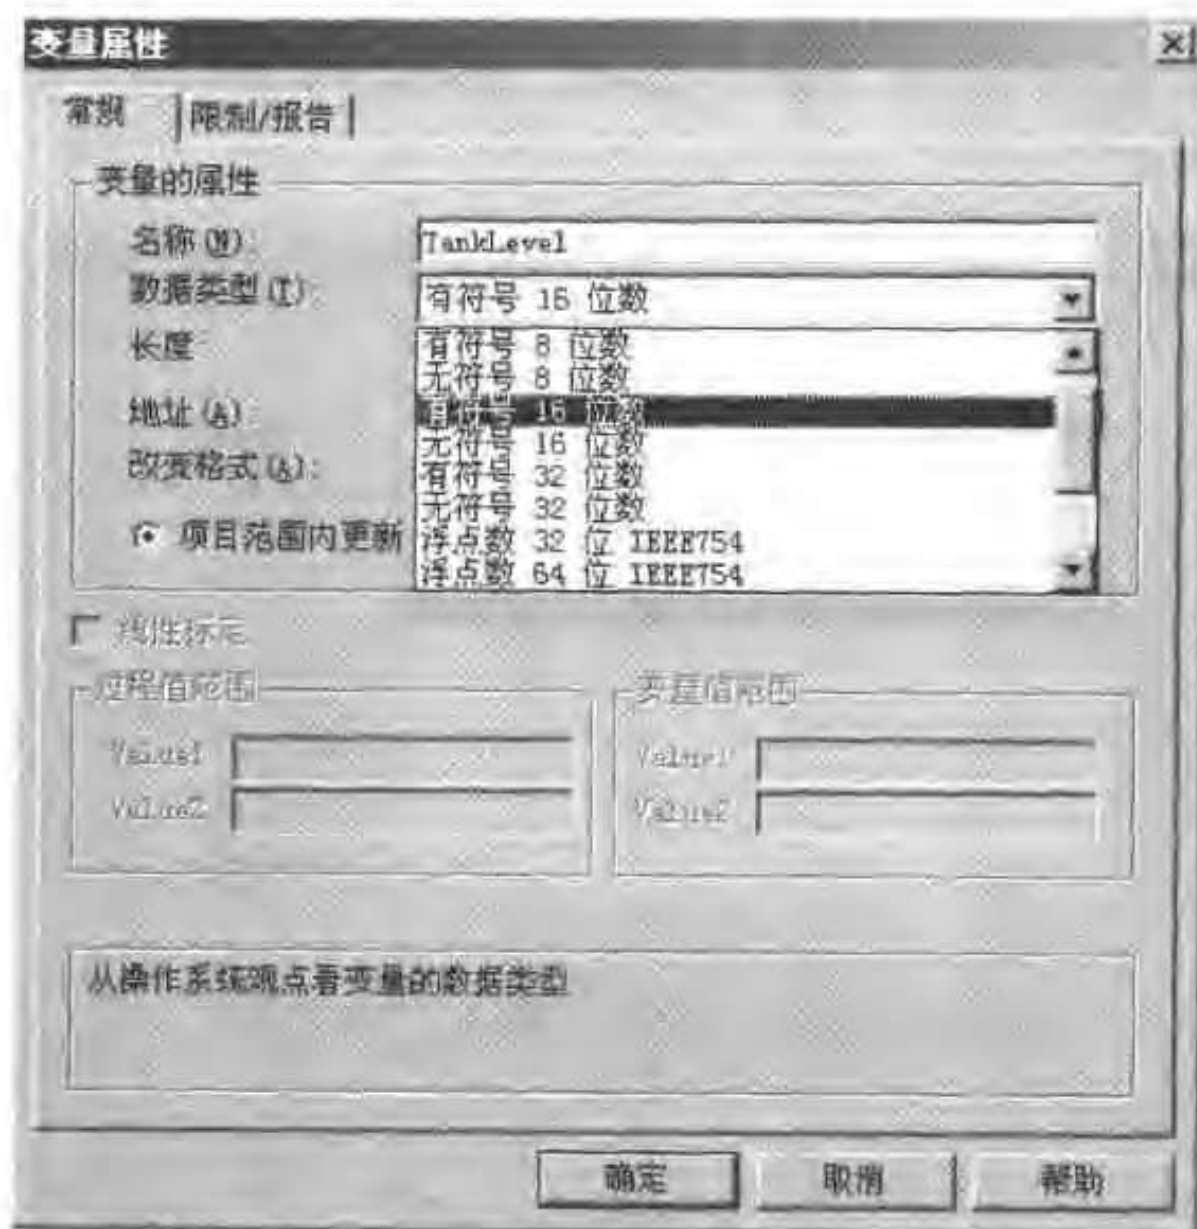 变量属性
常规
限制/报告
变量的属性
名称(N):
TankLevel
数据类型(T):
有符号 16 位数
长度
有符号 8 位数
无符号 8 位数
地址(A):
有符号 16 位数
无符号 16 位数
改变格式(A):
有符号 32 位数
无符号 32 位数
项目范围内更新
浮点数 32 位 IEEE754
浮点数 64 位 IEEE754
线性标定
过程值范围
变量值范围
Value1
Value1
Value2
Value2
从操作系统观点看变量的数据类型
确定
取消
帮助